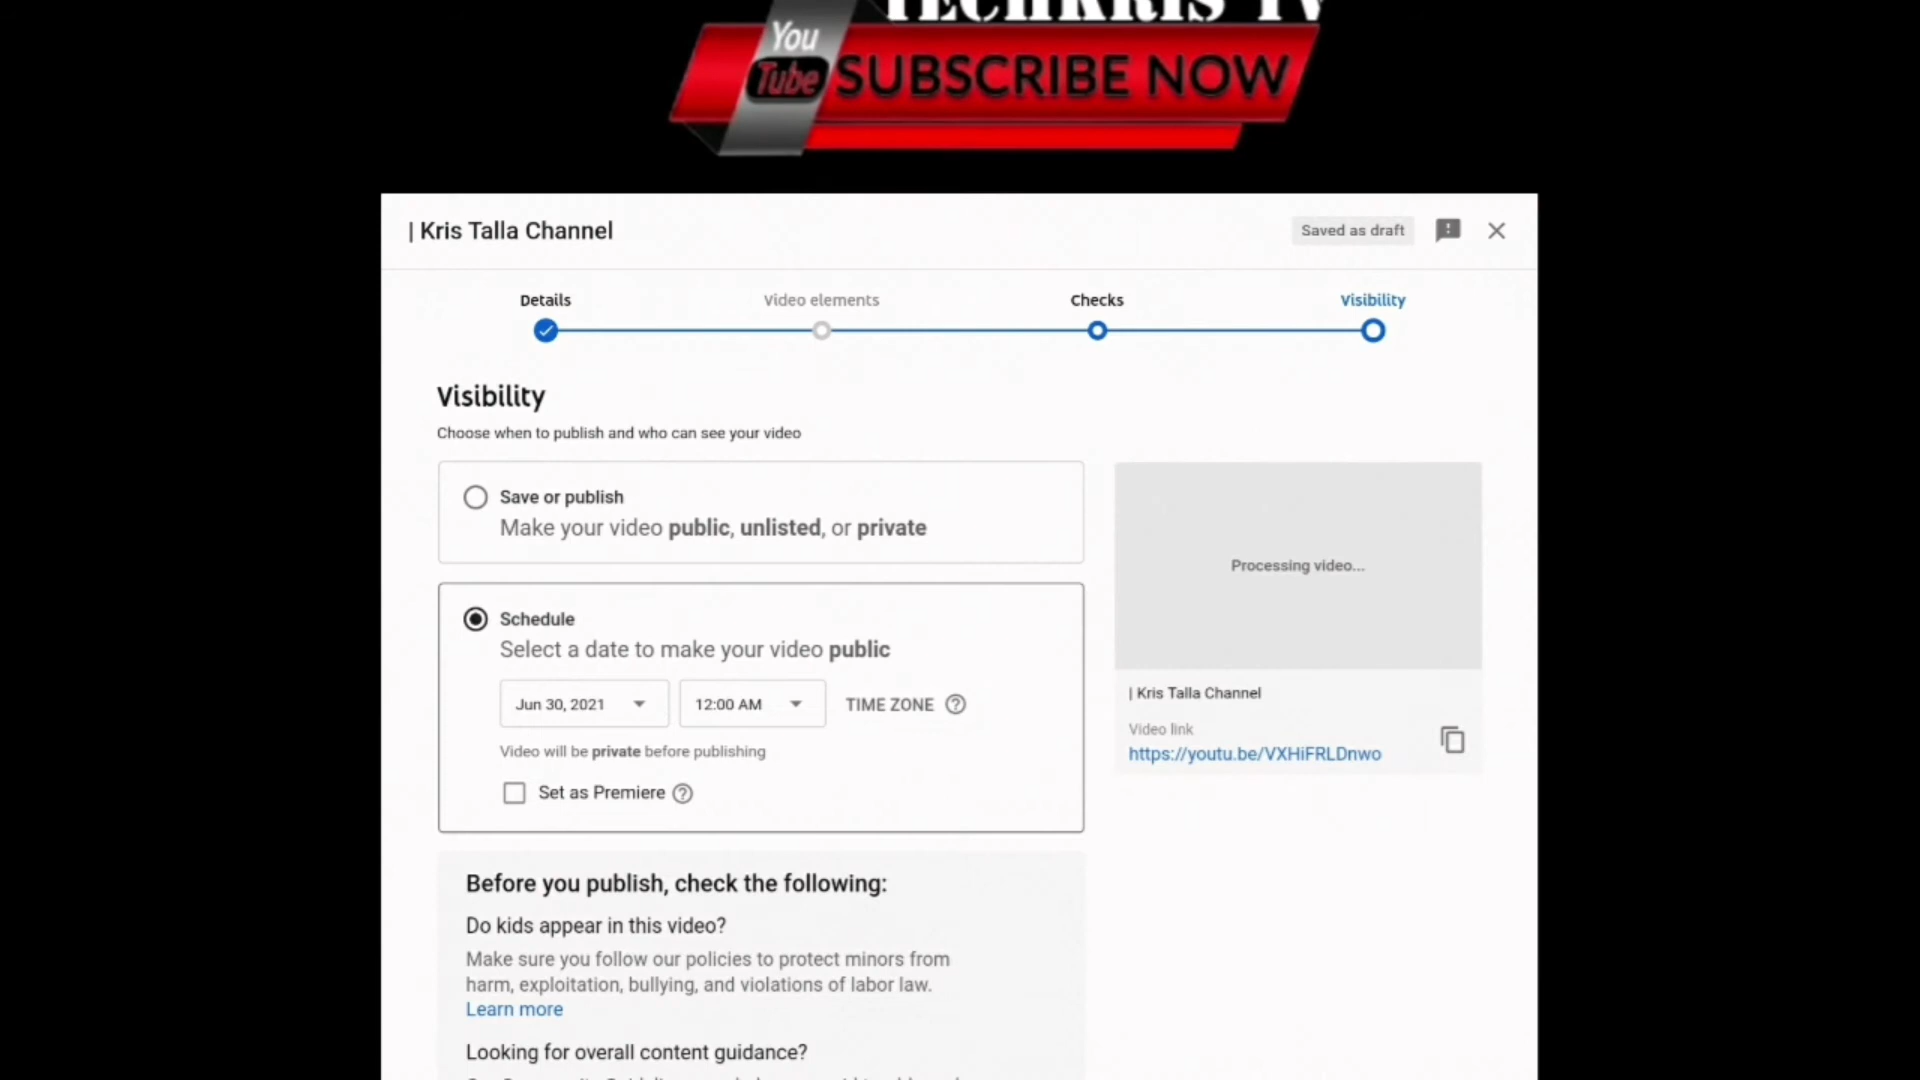 TECHKRIS TV
You
Tube SUBSCRIBE NOW
| Kris Talla Channel
Saved as draft
Details
Video elements
Checks
Visibility
Visibility
Choose when to publish and who can see your video
Save or publish
Make your video public, unlisted, or private
Processing video...
Schedule
Select a date to make your video public
Jun 30, 2021
12:00 AM
TIME ZONE
Video will be private before publishing
Set as Premiere
| Kris Talla Channel
Video link
https://youtu.be/VXHiFRLDnwo
Before you publish, check the following:
Do kids appear in this video?
Make sure you follow our policies to protect minors from
harm, exploitation, bullying, and violations of labor law.
Learn more
Looking for overall content guidance?